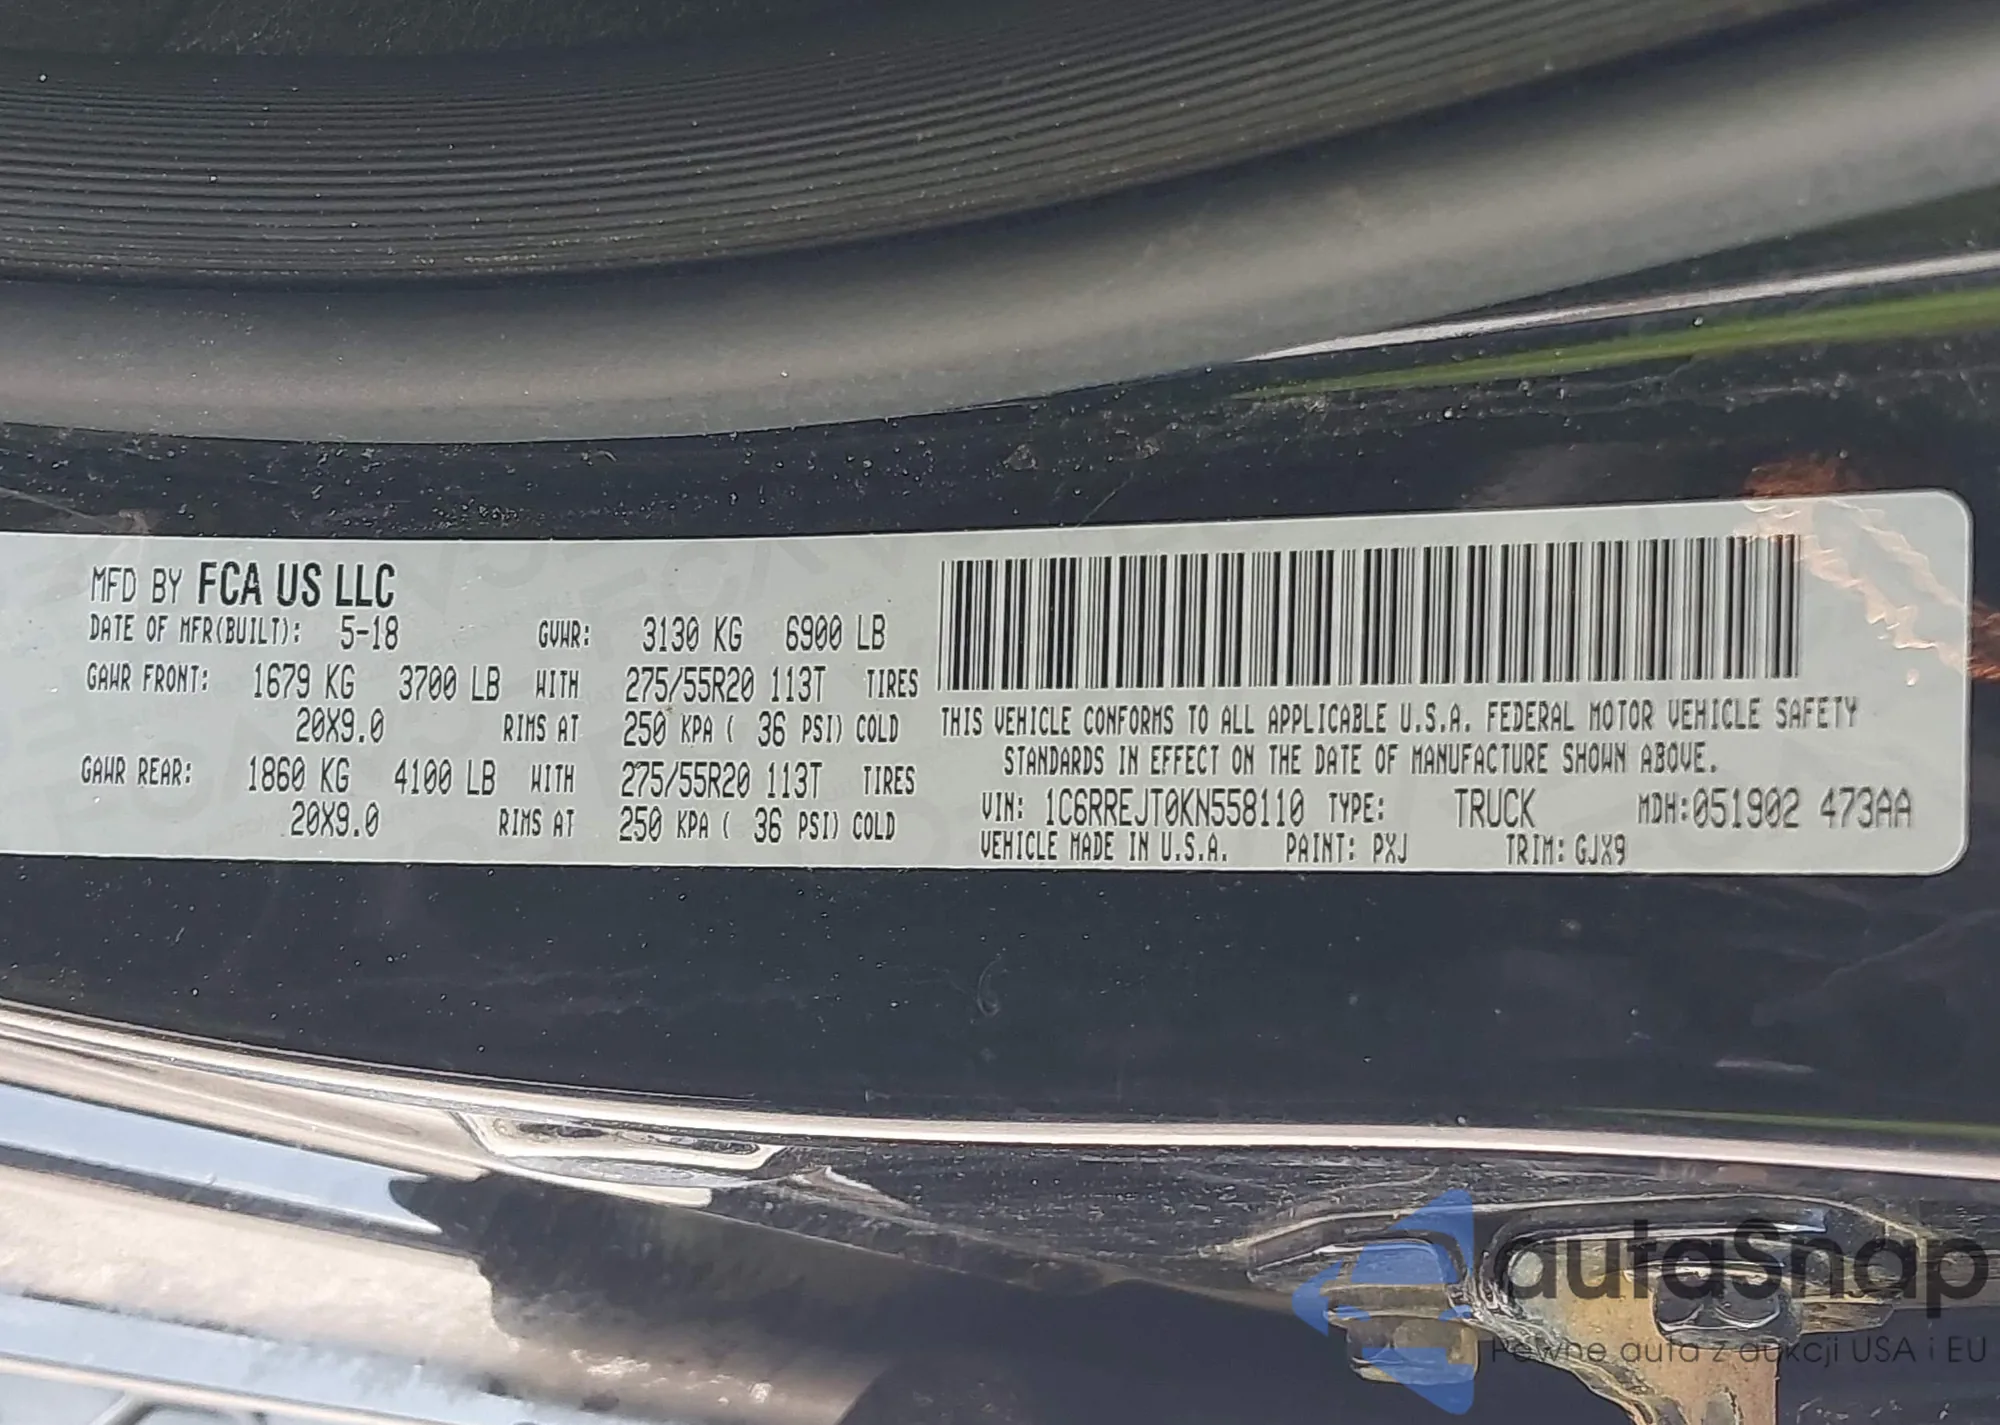 MFD BY FCA US LLC
DATE OF MFR(BUILT): 5-18 GVWR: 3130 KG 6900 LB
GAWR FRONT: 1679 KG 3700 LB WITH 275/55R20 113T TIRES
20X9.0 RIMS AT 250 KPA ( 36 PSI) COLD
GAWR REAR: 1860 KG 4100 LB WITH 275/55R20 113T TIRES
20X9.0 RIMS AT 250 KPA ( 36 PSI) COLD
THIS VEHICLE CONFORMS TO ALL APPLICABLE U.S.A. FEDERAL MOTOR VEHICLE SAFETY
STANDARDS IN EFFECT ON THE DATE OF MANUFACTURE SHOWN ABOVE.
VIN: 1C6RREJT0KN558110 TYPE: TRUCK MDH:051902 473AA
VEHICLE MADE IN U.S.A. PAINT: PXJ TRIM: GJX9
autaSnap
Pewne auta z aukcji USA i EU